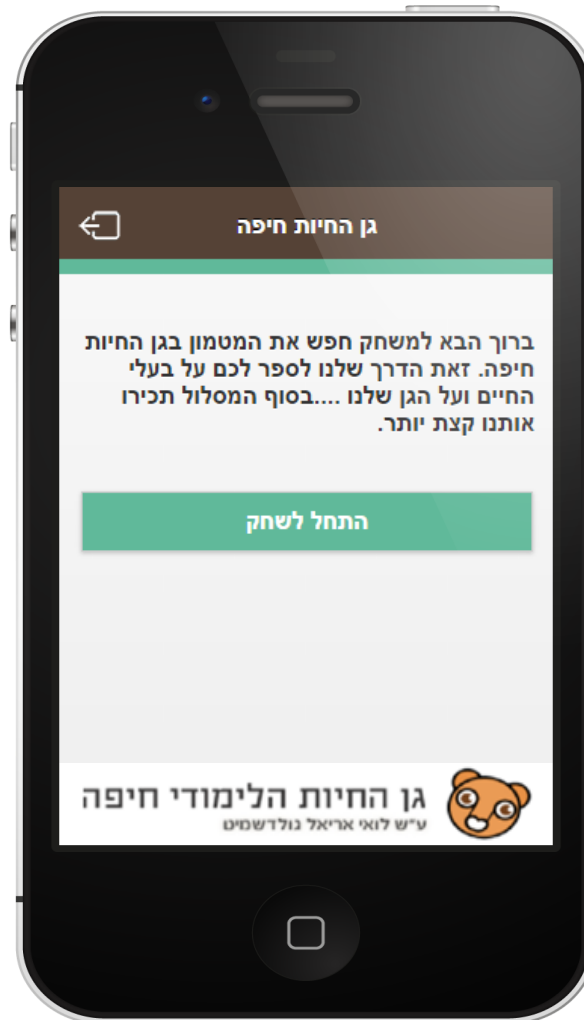 גן החיות חיפה
ברוך הבא למשחק חפש את המטמון בגן החיות
חיפה. זאת הדרך שלנו לספר לכם על בעלי
החיים ועל הגן שלנו ....בסוף המסלול תכירו
אותנו קצת יותר.
התחל לשחק
גן החיות הלימודי חיפה
ע״ש לואי אריאל גולדשמיט